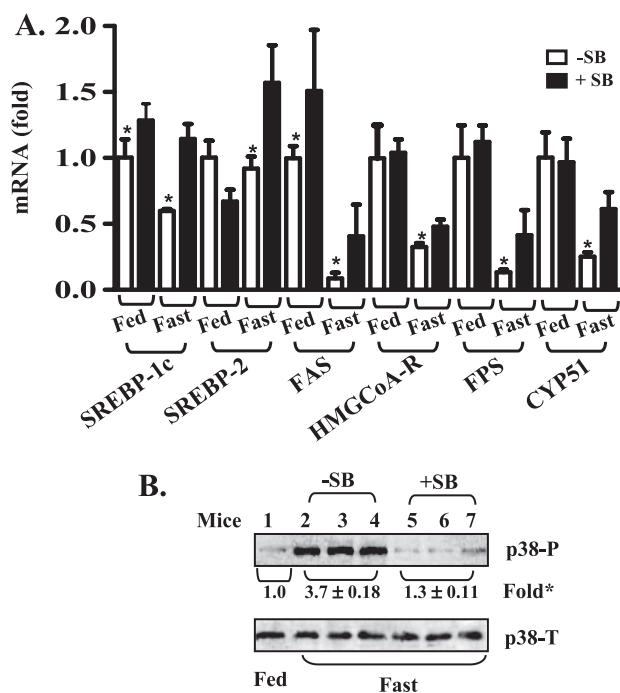 A.
2.0
1.5
1.0
0.5
0.0
mRNA (fold)
-SB
+ SB
* * * * * * * *
Fed Fast Fed Fast Fed Fast Fed Fast Fed Fast Fed Fast
SREBP-1c SREBP-2 FAS HMGCoA-R FPS CYP51
B.
-SB +SB
Mice 1 2 3 4 5 6 7
p38-P
1.0 3.7 ± 0.18 1.3 ± 0.11 Fold*
p38-T
Fed Fast